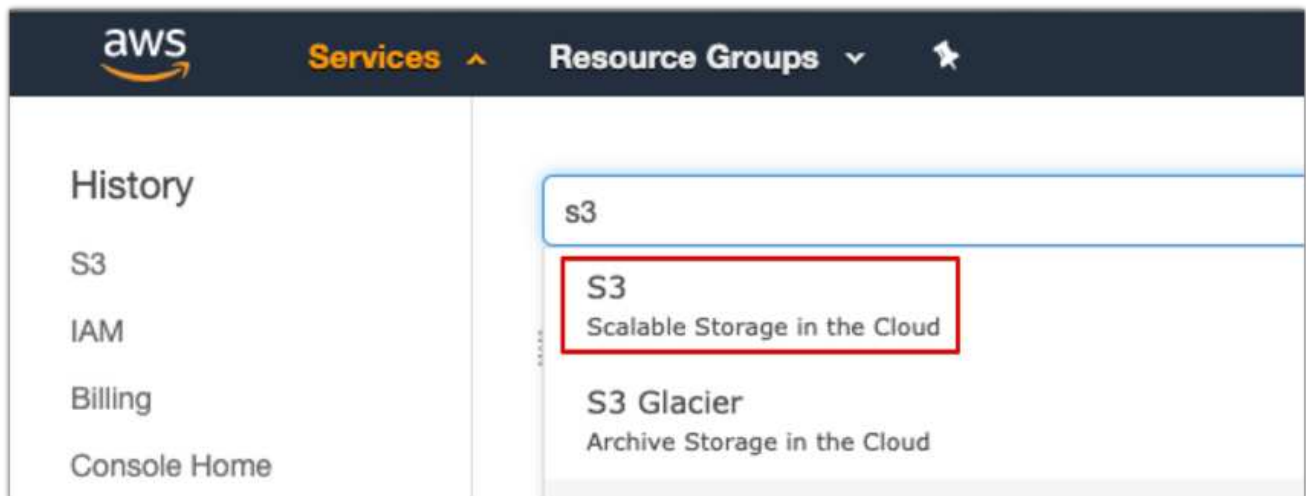 aws
Services
Resource Groups
History
S3
IAM
Billing
Console Home
s3
S3
Scalable Storage in the Cloud
S3 Glacier
Archive Storage in the Cloud